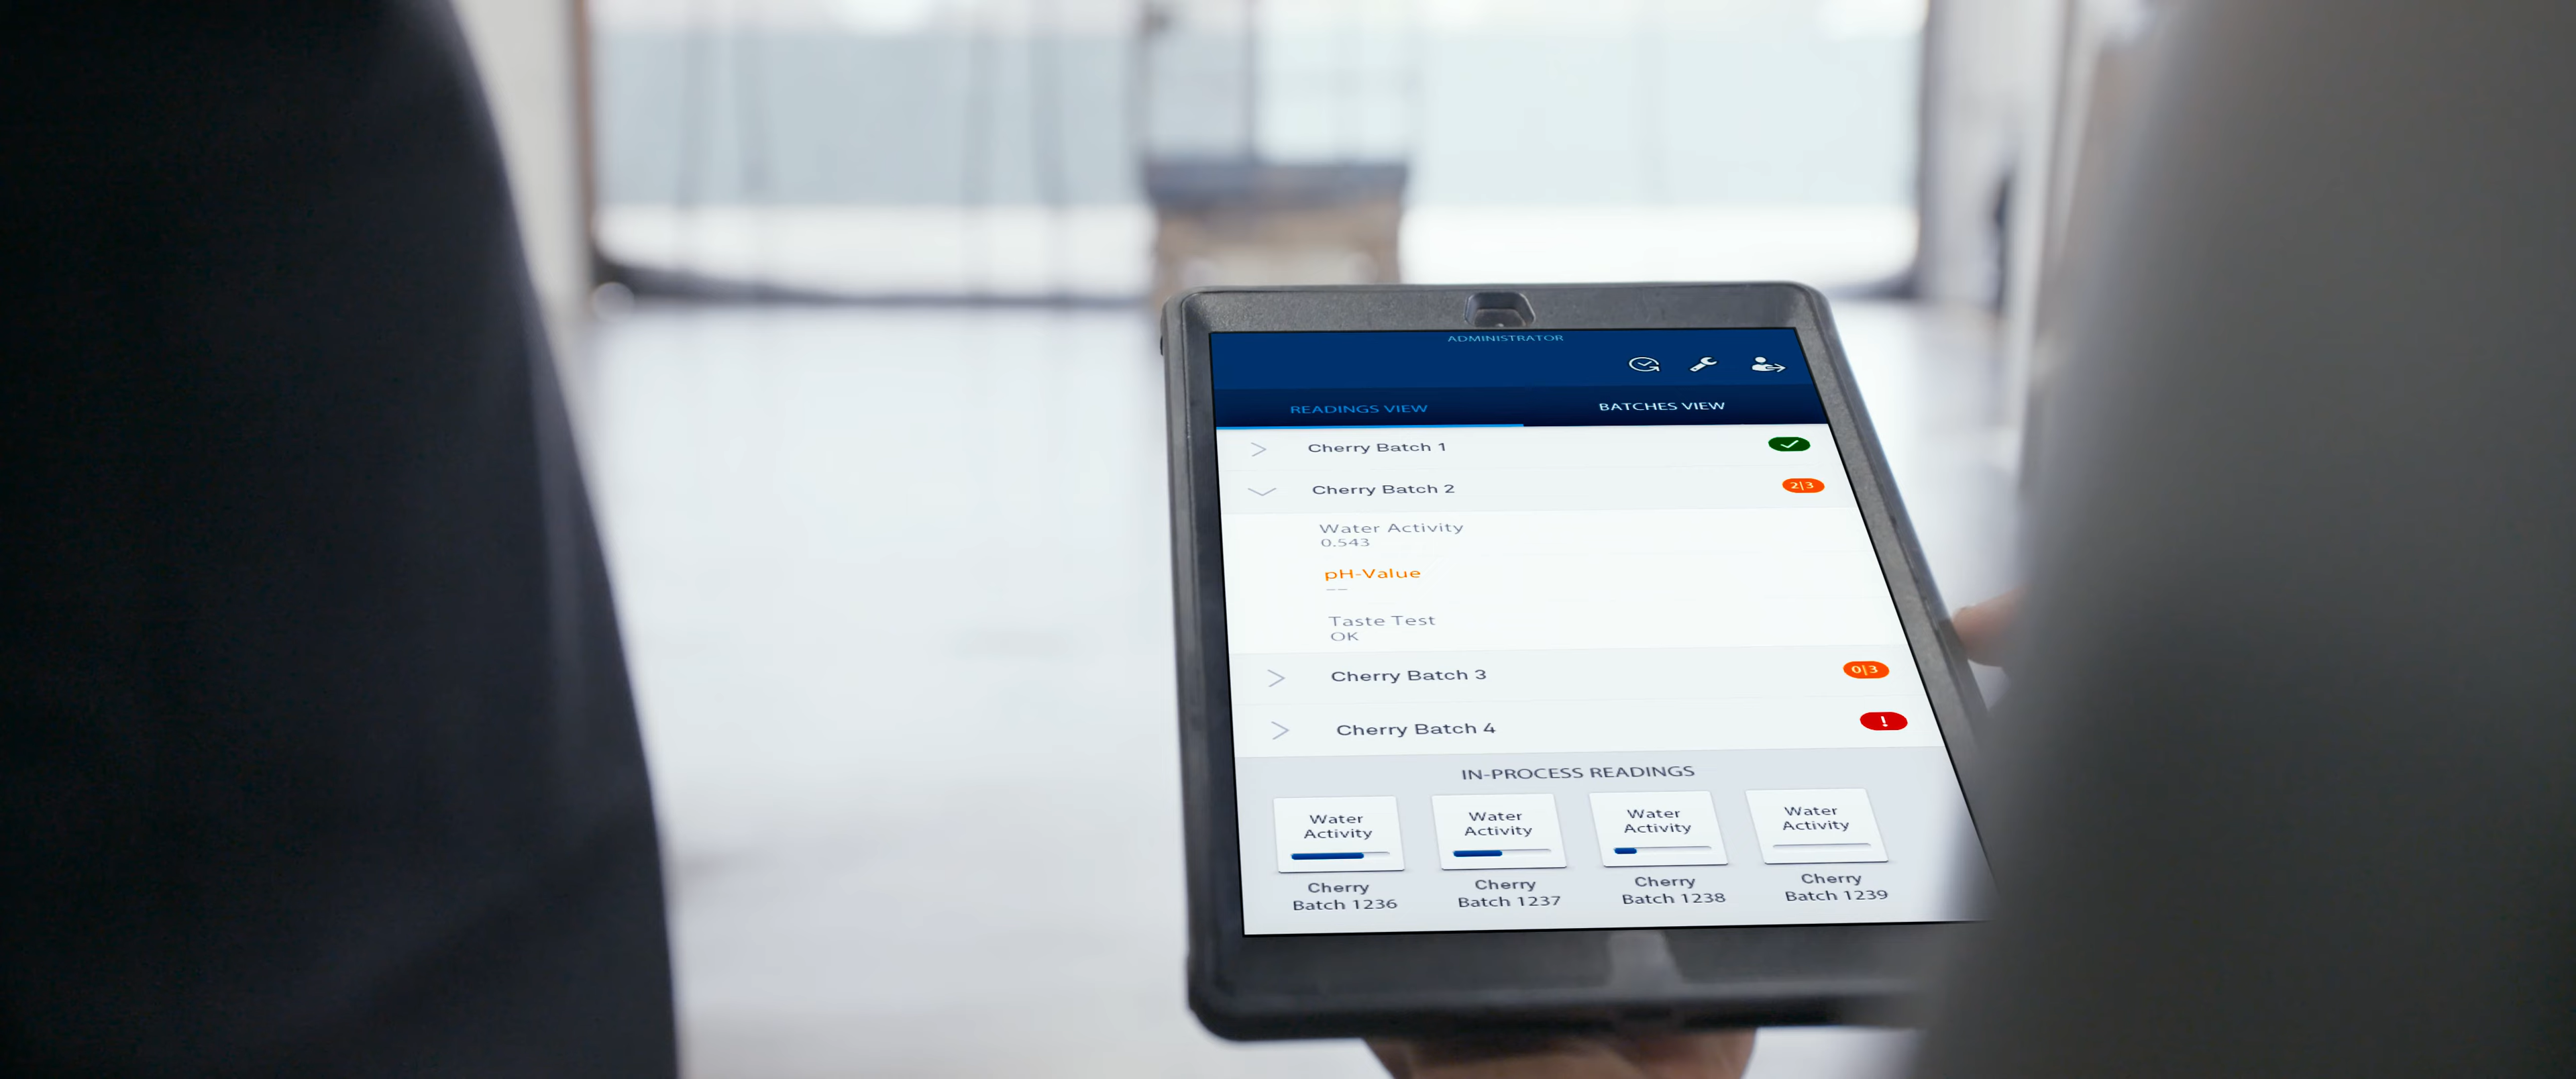 ADMINISTRATOR
READINGS VIEW
BATCHES VIEW
Cherry Batch 1
Cherry Batch 2
2|3
Water Activity
0.543
pH-Value
--
Taste Test
OK
Cherry Batch 3
0|3
Cherry Batch 4
!
IN-PROCESS READINGS
Water
Activity
Cherry
Batch 1236
Water
Activity
Cherry
Batch 1237
Water
Activity
Cherry
Batch 1238
Water
Activity
Cherry
Batch 1239